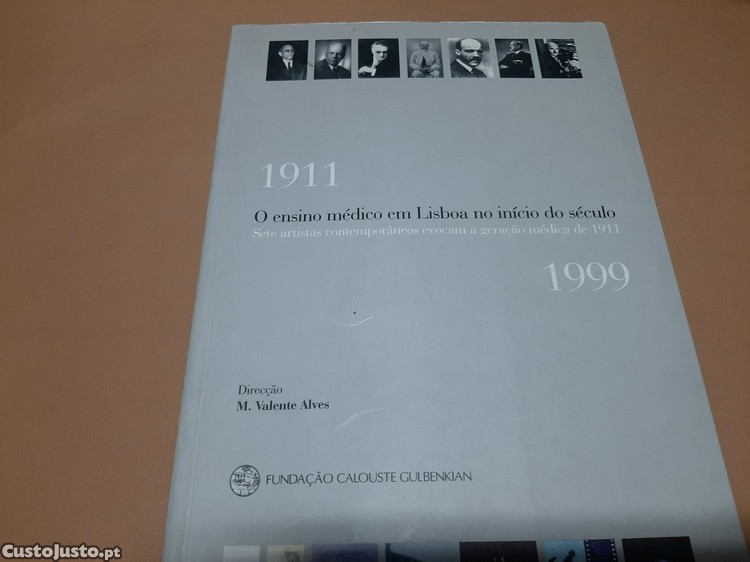 1911
O ensino médico em Lisboa no início do século
Sete artistas contemporâneos evocam a geração médica de 1911
1999
Direcção
M. Valente Alves
FUNDAÇÃO CALOUSTE GULBENKIAN
CustoJusto.pt